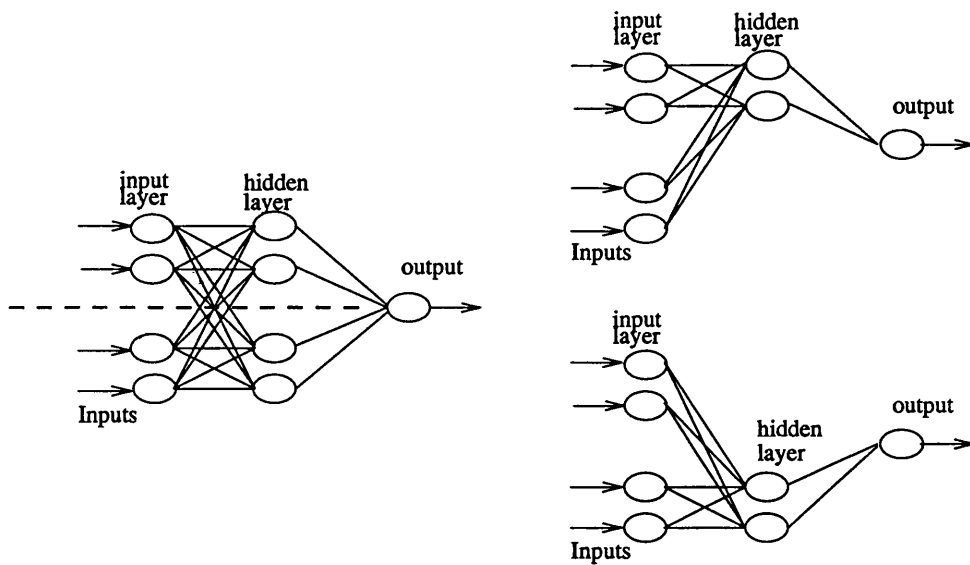 input
layer
hidden
layer
output
Inputs
input
layer
hidden
layer
output
Inputs
input
layer
hidden
layer
output
Inputs